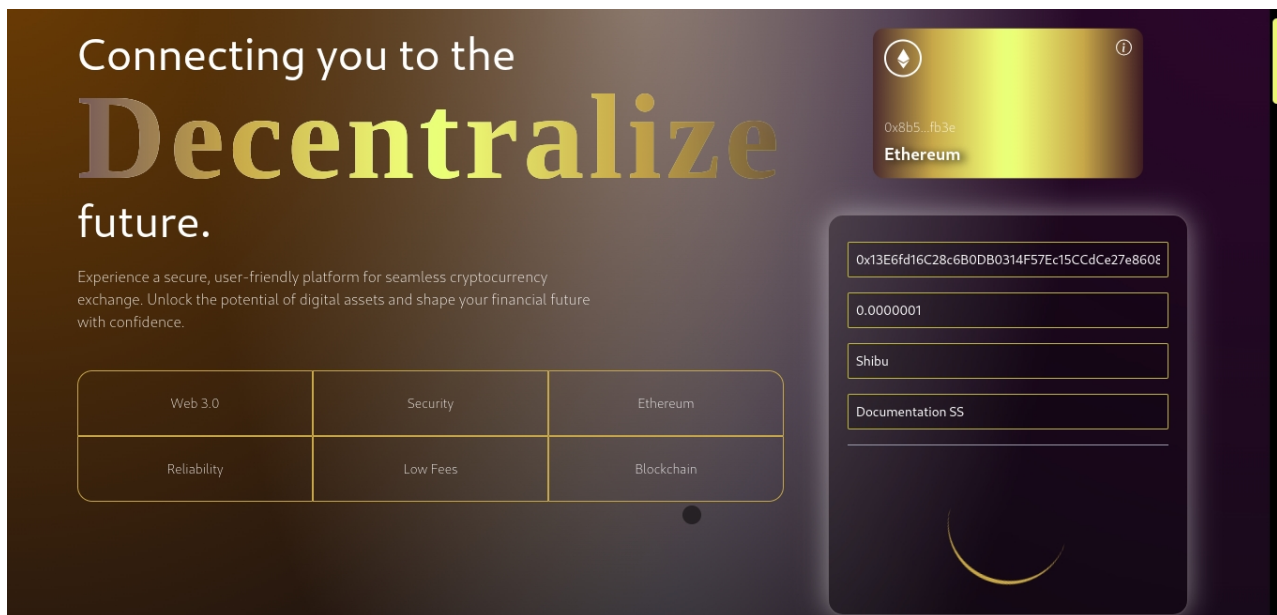 Connecting you to the
Decentralize
future.
Experience a secure, user-friendly platform for seamless cryptocurrency
exchange. Unlock the potential of digital assets and shape your financial future
with confidence.
Web 3.0
Security
Ethereum
Reliability
Low Fees
Blockchain
i
0x8b5...fb3e
Ethereum
0x13E6fd16C28c6B0DB0314F57Ec15CCdCe27e8608
0.0000001
Shibu
Documentation SS